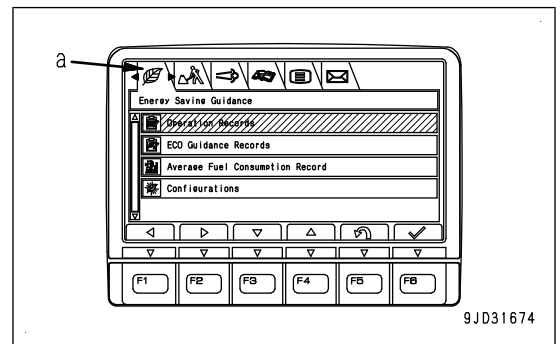 a
Energy Saving Guidance
Operation Records
ECO Guidance Records
Average Fuel Consumption Record
Configurations
F1 F2 F3 F4 F5 F6
9JD31674